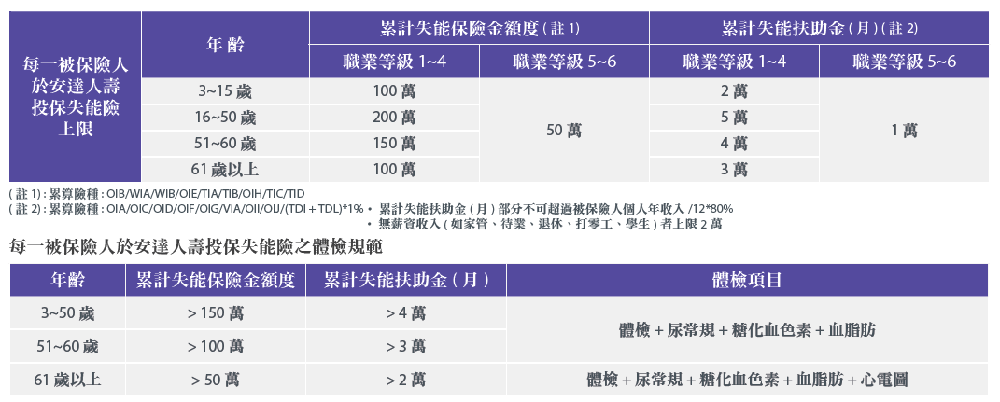 每一被保險人
於安達人壽
投保失能險
上限
年齡
累計失能保險金額度 ( 註 1)
累計失能扶助金 ( 月 ) ( 註 2)
職業等級 1~4
職業等級 5~6
職業等級 1~4
職業等級 5~6
3~15 歲
100 萬
2 萬
16~50 歲
200 萬
5 萬
50 萬
1 萬
51~60 歲
150 萬
4 萬
61 歲以上
100 萬
3 萬
( 註 1) : 累算險種 : OIB/WIA/WIB/OIE/TIA/TIB/OIH/TIC/TID
( 註 2) : 累算險種 : OIA/OIC/OID/OIF/OIG/VIA/OII/OIJ/(TDI + TDL)*1% • 累計失能扶助金 ( 月 ) 部分不可超過被保險人個人年收入 /12*80%
• 無薪資收入 ( 如家管、待業、退休、打零工、學生 ) 者上限 2 萬
每一被保險人於安達人壽投保失能險之體檢規範
年齡
累計失能保險金額度
累計失能扶助金 ( 月 )
體檢項目
3~50 歲
> 150 萬
> 4 萬
體檢 + 尿常規 + 糖化血色素 + 血脂肪
51~60 歲
> 100 萬
> 3 萬
61 歲以上
> 50 萬
> 2 萬
體檢 + 尿常規 + 糖化血色素 + 血脂肪 + 心電圖